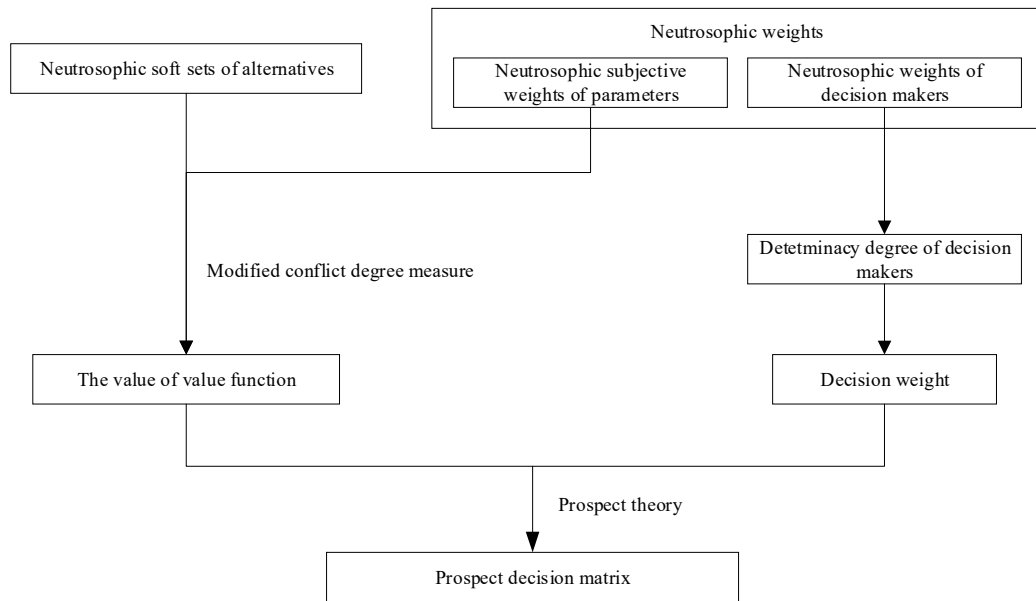 Neutrosophic weights
Neutrosophic soft sets of alternatives
Neutrosophic subjective
weights of parameters
Neutrosophic weights of
decision makers
Detetminacy degree of decision
makers
Modified conflict degree measure
The value of value function
Decision weight
Prospect theory
Prospect decision matrix